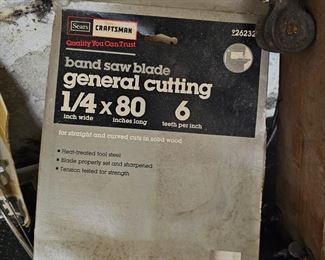 Sears CRAFTSMAN
Quality You Can Trust
band saw blade
general cutting
1/4 x 80 6
inch wide inches long teeth per inch
for straight and curved cuts in solid wood
• Heat-treated tool steel
• Blade properly set and sharpened
• Tension tested for strength